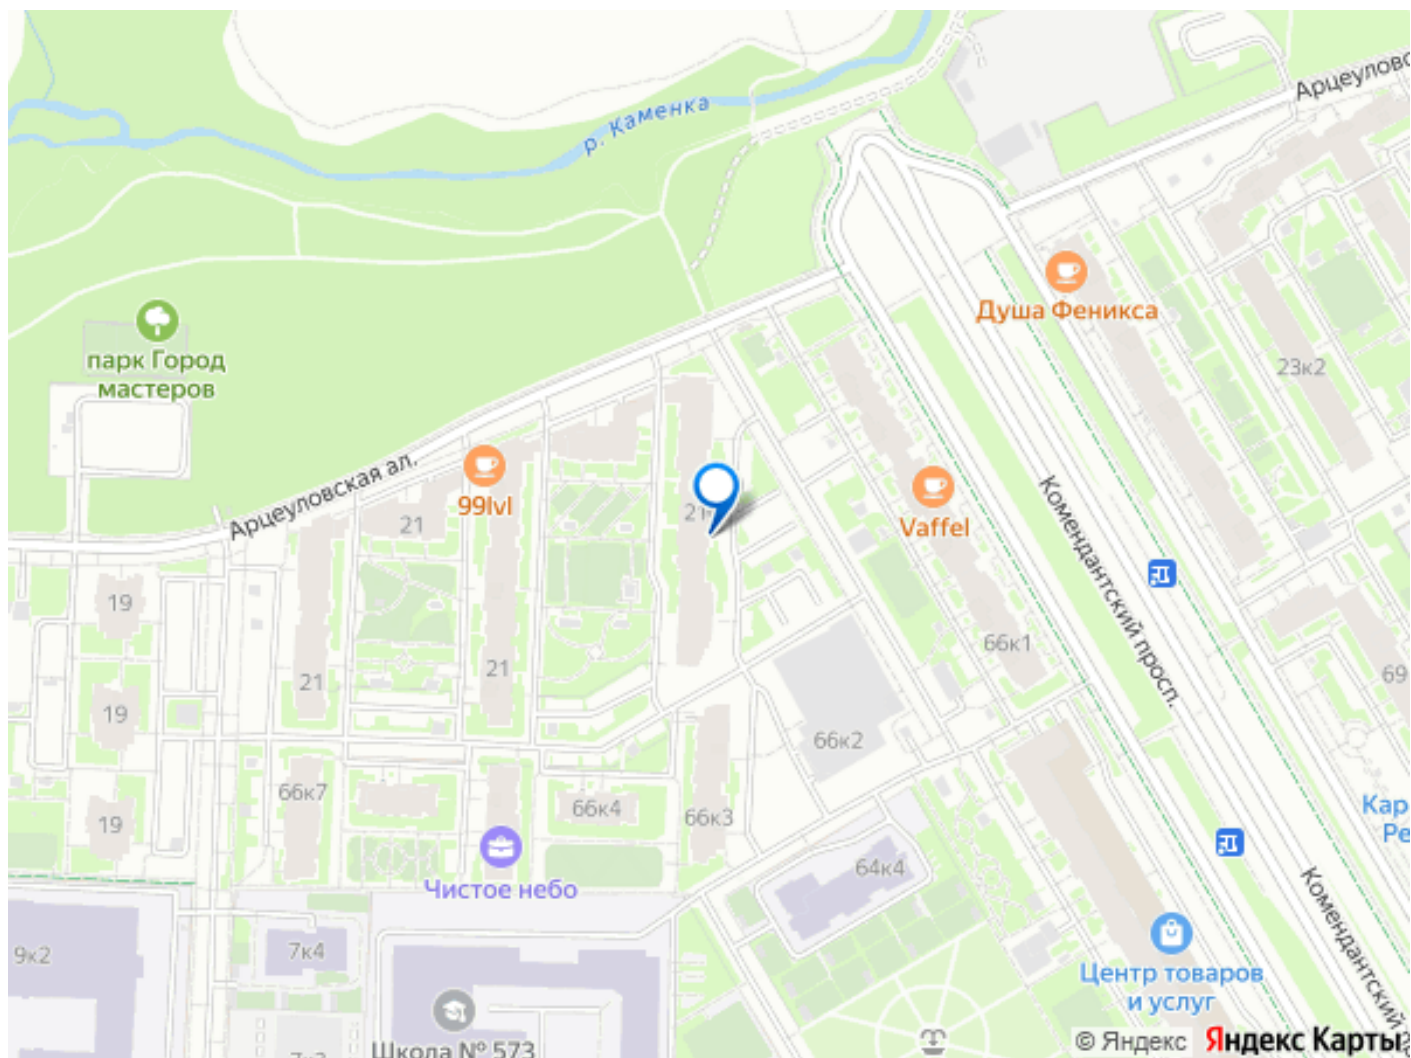 р. Каменка
Арцеуловс
Душа Феникса
парк Город
мастеров
23к2
Арцеуловская ал.
99lvl
21
21
Vaffel
Комендантский просп.
19
21
21
66к1
69
19
66к2
66к7
66к4
66к3
19
Кар
Ре
Чистое небо
64к4
Комендантский
9к2
7к4
Центр товаров
и услуг
Школа № 573
© Яндекс
Яндекс Карты